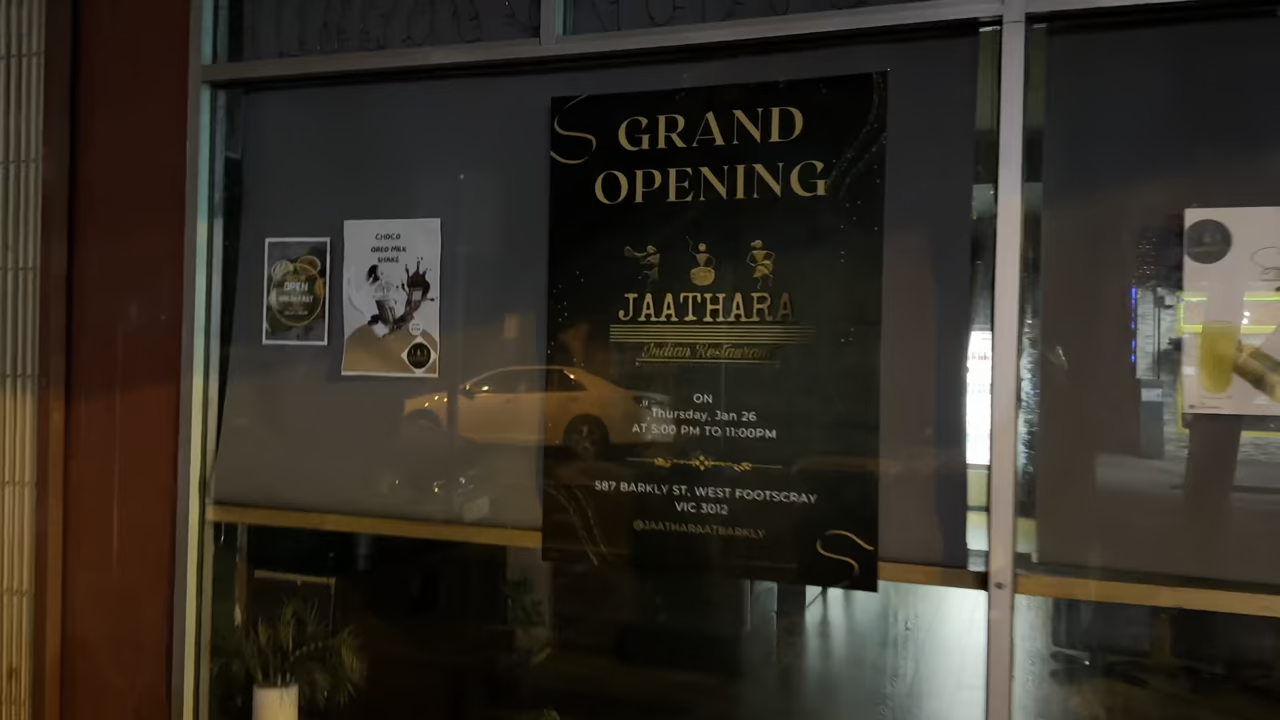 GRAND
OPENING
JAATHARA
Indian Restaurant
ON
Thursday, Jan 26
AT 5:00 PM TO 11:00PM
587 BARKLY ST, WEST FOOTSCRAY
VIC 3012
@JAATHARAATBARKLY
CHOCO
OREO MILK
SHAKE
OPEN
BREAKFAST